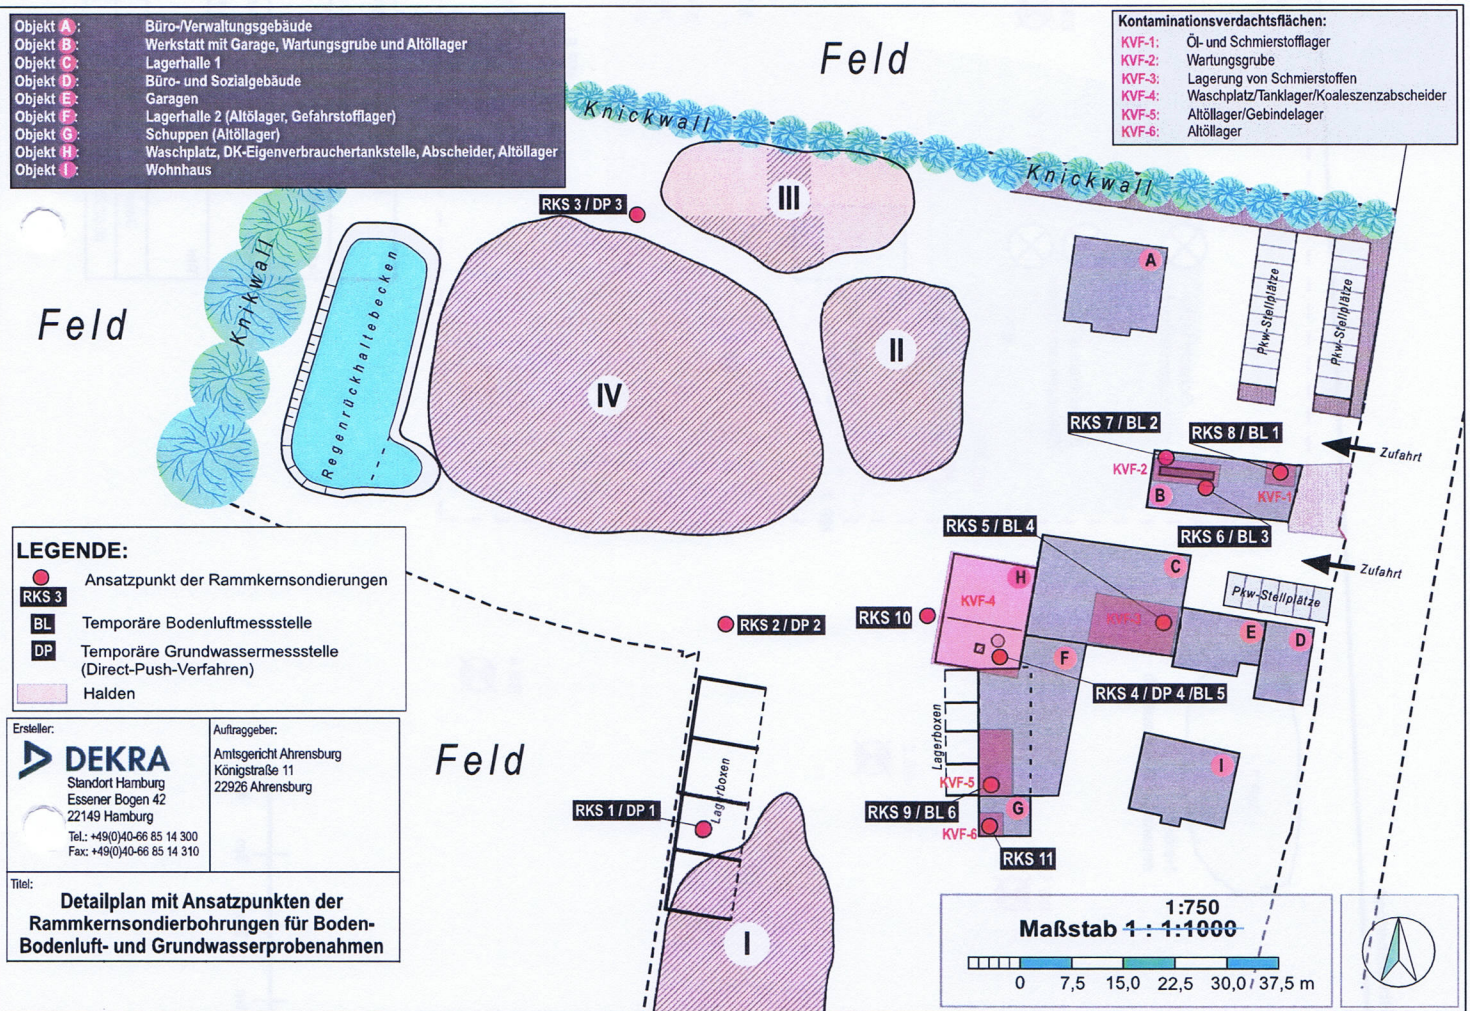 Objekt A: Büro-/Verwaltungsgebäude
Objekt B: Werkstatt mit Garage, Wartungsgrube und Altöllager
Objekt C: Lagerhalle 1
Objekt D: Büro- und Sozialgebäude
Objekt E: Garagen
Objekt F: Lagerhalle 2 (Altölager, Gefahrstofflager)
Objekt G: Schuppen (Altöllager)
Objekt H: Waschplatz, DK-Eigenverbrauchertankstelle, Abscheider, Altöllager
Objekt I: Wohnhaus
Kontaminationsverdachtsflächen:
KVF-1: Öl- und Schmierstofflager
KVF-2: Wartungsgrube
KVF-3: Lagerung von Schmierstoffen
KVF-4: Waschplatz/Tanklager/Koaleszenzabscheider
KVF-5: Altöllager/Gebindelager
KVF-6: Altöllager
Feld
Knickwall
Knickwall
RKS 3 / DP 3
III
A
Pkw-Stellplätze
Pkw-Stellplätze
Feld
Knikwall
Regenrückhaltebecken
IV
II
RKS 7 / BL 2
RKS 8 / BL 1
Zufahrt
KVF-2
KVF-1
B
RKS 6 / BL 3
RKS 5 / BL 4
Zufahrt
C
H
KVF-4
Pkw-Stellplätze
KVF-3
RKS 10
RKS 2 / DP 2
E
D
F
RKS 4 / DP 4 /BL 5
Lagerboxen
I
KVF-5
RKS 9 / BL 6
G
KVF-6
RKS 11
Feld
Lagerboxen
RKS 1 / DP 1
I
LEGENDE:
Ansatzpunkt der Rammkernsondierungen
RKS 3
BL Temporäre Bodenluftmessstelle
DP Temporäre Grundwassermessstelle
(Direct-Push-Verfahren)
Halden
Ersteller:
DEKRA
Standort Hamburg
Essener Bogen 42
22149 Hamburg
Tel.: +49(0)40-66 85 14 300
Fax: +49(0)40-66 85 14 310
Auftraggeber:
Amtsgericht Ahrensburg
Königstraße 11
22926 Ahrensburg
Titel:
Detailplan mit Ansatzpunkten der
Rammkernsondierbohrungen für Boden-
Bodenluft- und Grundwasserprobenahmen
1:750
Maßstab 1 : 1:1000
0 7,5 15,0 22,5 30,0 37,5 m